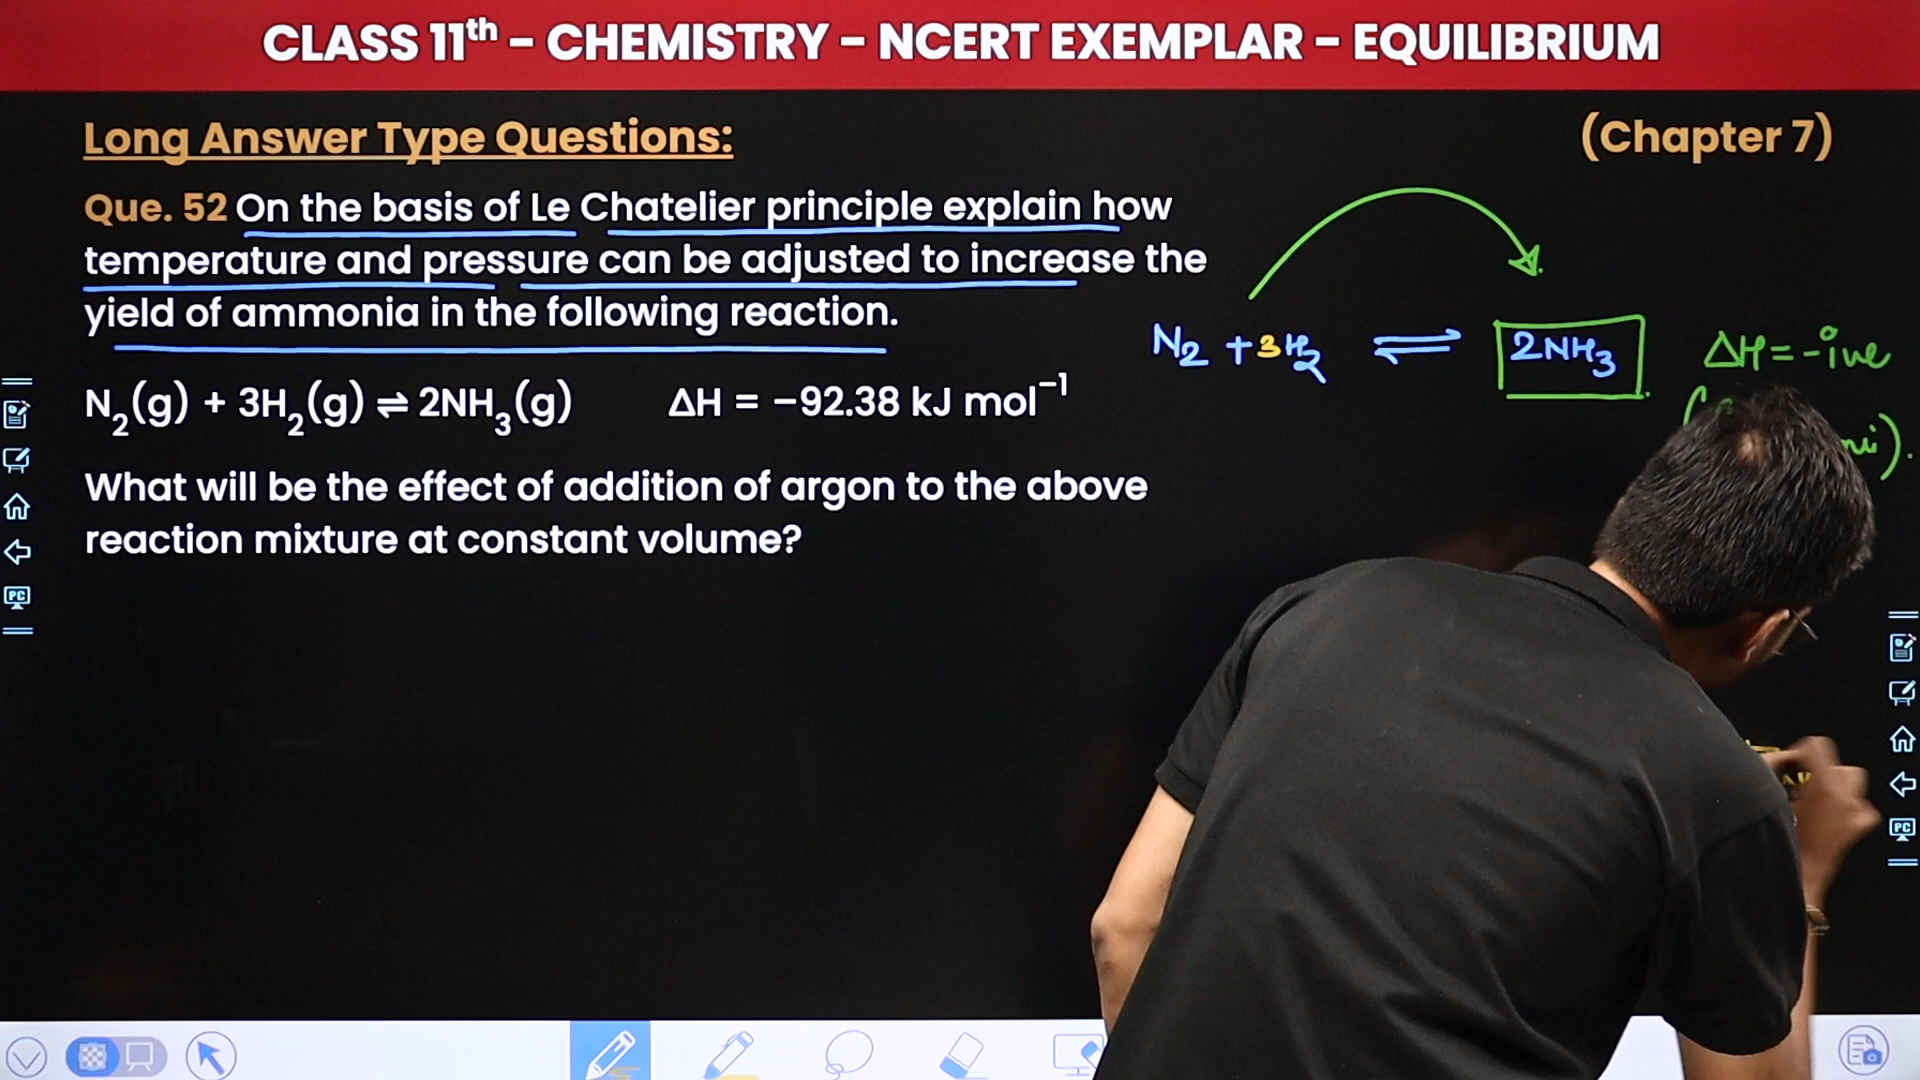 CLASS 11th - CHEMISTRY - NCERT EXEMPLAR - EQUILIBRIUM
Long Answer Type Questions:
(Chapter 7)
Que. 52 On the basis of Le Chatelier principle explain how
temperature and pressure can be adjusted to increase the
yield of ammonia in the following reaction.
N₂(g) + 3H₂(g) ⇌ 2NH₃(g) ΔH = −92.38 kJ mol⁻¹
What will be the effect of addition of argon to the above
reaction mixture at constant volume?
N₂ + 3H₂ ⇌ 2NH₃ ΔH = -ive
PC
PC